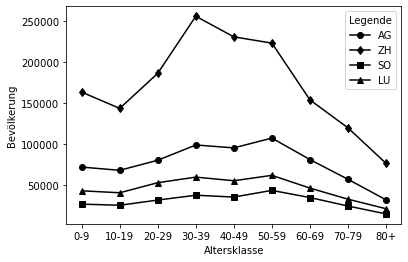 Legende
AG
ZH
SO
LU
Bevölkerung
250000
200000
150000
100000
50000
0-9 10-19 20-29 30-39 40-49 50-59 60-69 70-79 80+
Altersklasse